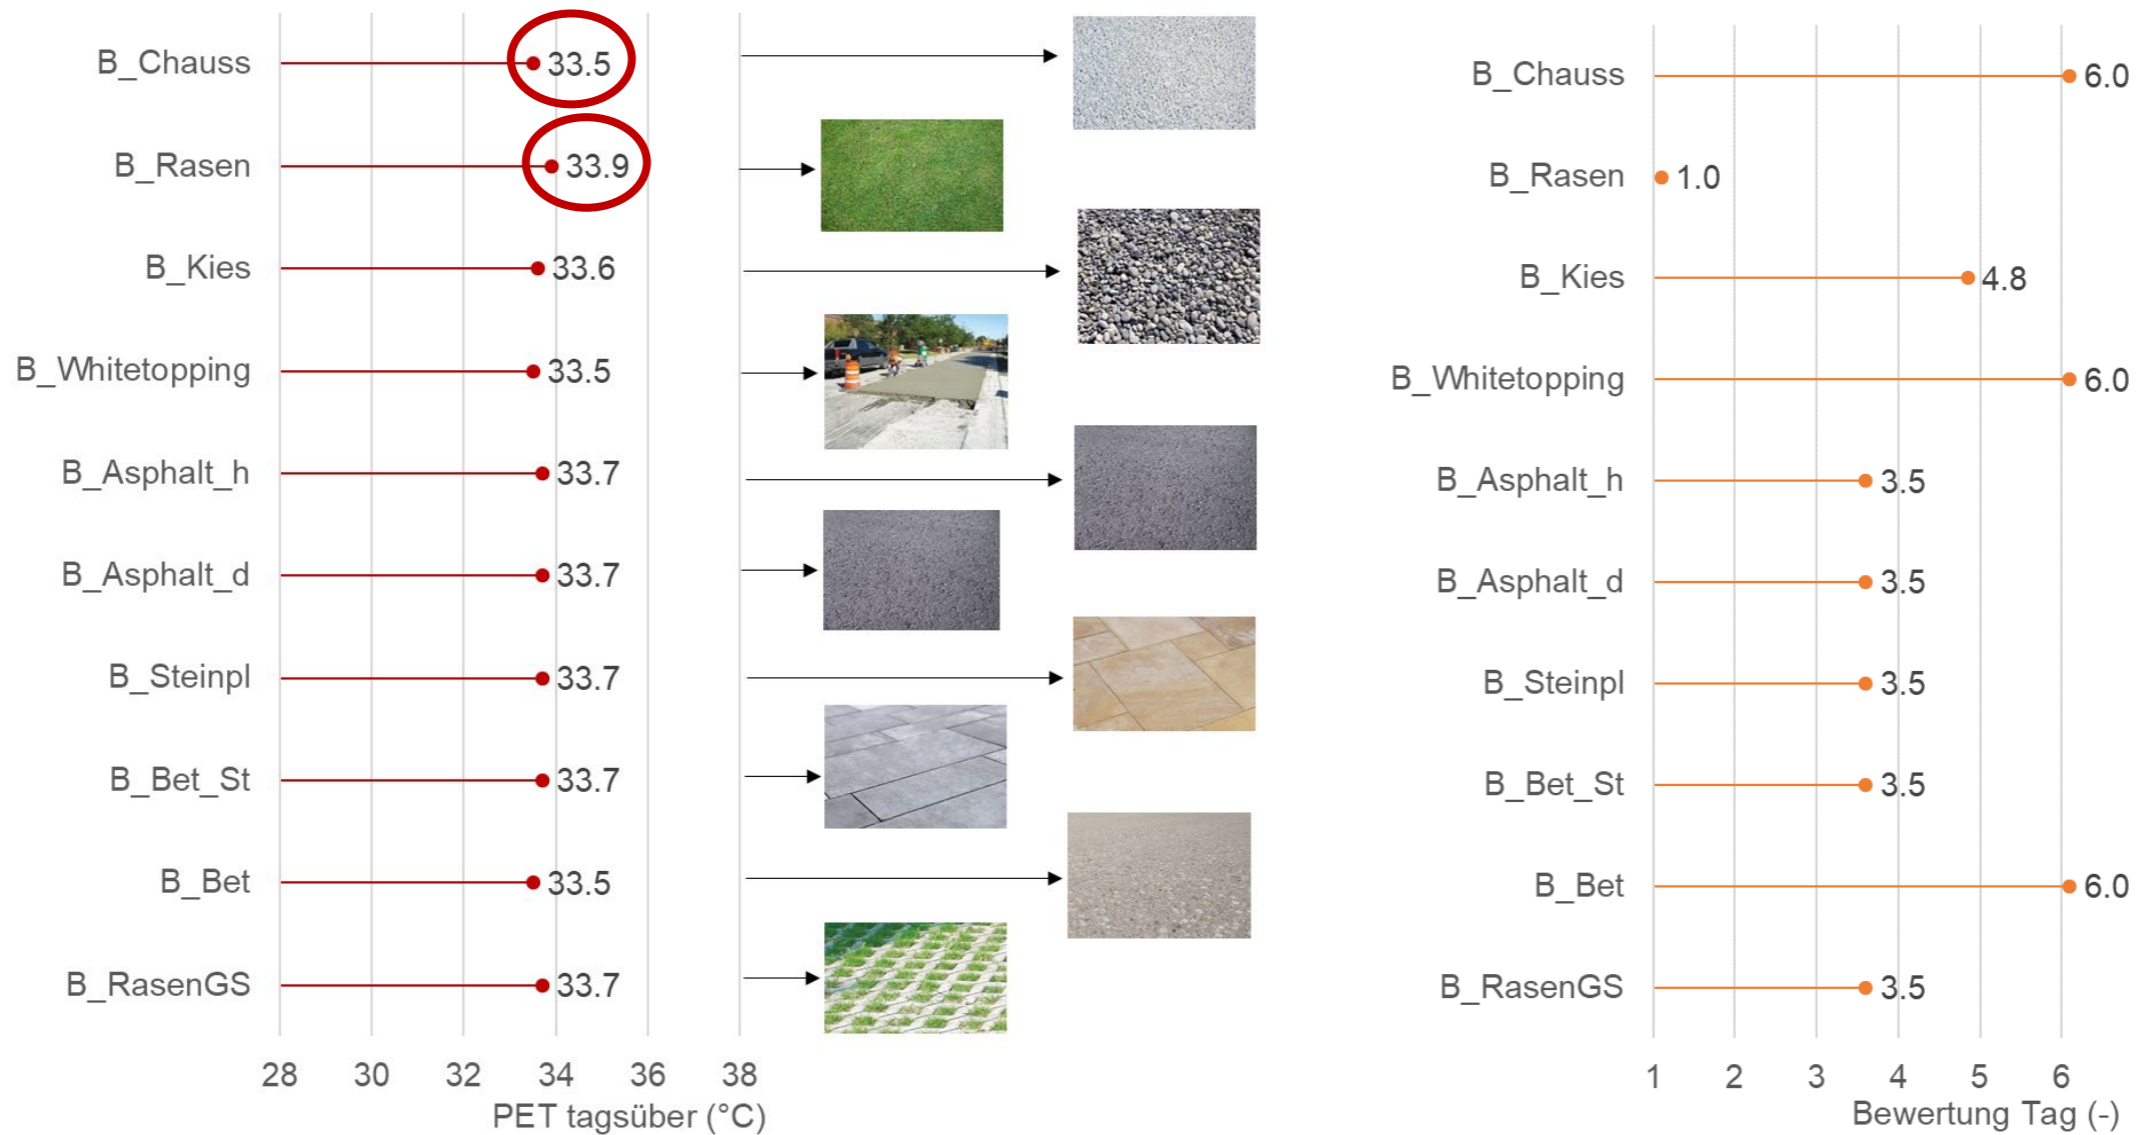 B_Chauss 33.5
B_Rasen 33.9
B_Kies 33.6
B_Whitetopping 33.5
B_Asphalt_h 33.7
B_Asphalt_d 33.7
B_Steinpl 33.7
B_Bet_St 33.7
B_Bet 33.5
B_RasenGS 33.7
28 30 32 34 36 38
PET tagsüber (°C)
B_Chauss 6.0
B_Rasen 1.0
B_Kies 4.8
B_Whitetopping 6.0
B_Asphalt_h 3.5
B_Asphalt_d 3.5
B_Steinpl 3.5
B_Bet_St 3.5
B_Bet 6.0
B_RasenGS 3.5
1 2 3 4 5 6
Bewertung Tag (-)